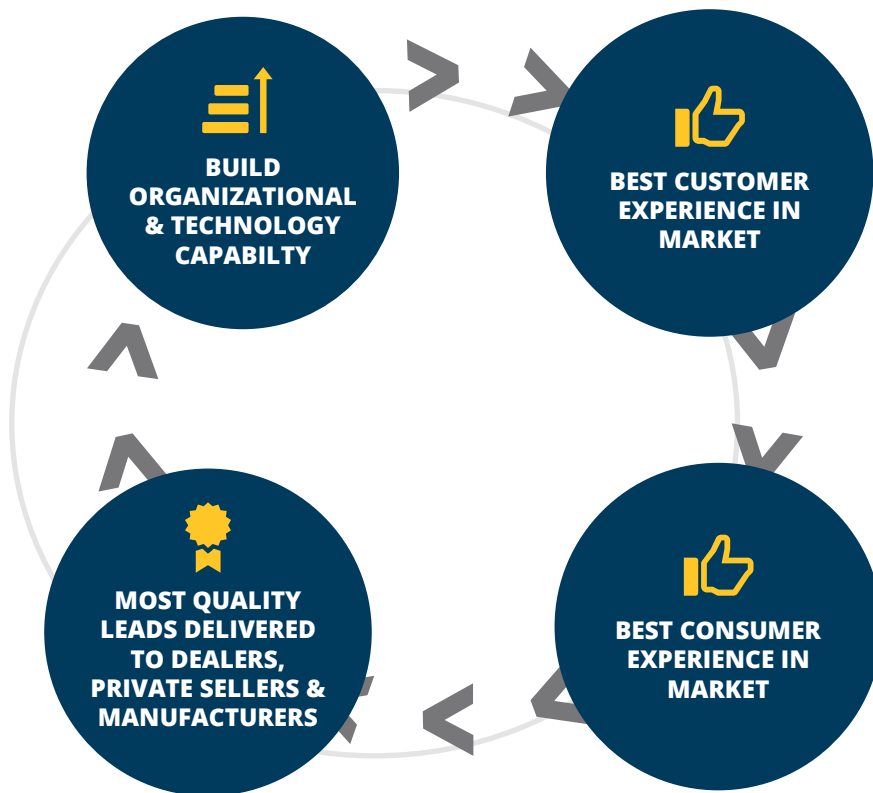 BUILD
ORGANIZATIONAL
& TECHNOLOGY
CAPABILTY
BEST CUSTOMER
EXPERIENCE IN
MARKET
BEST CONSUMER
EXPERIENCE IN
MARKET
MOST QUALITY
LEADS DELIVERED
TO DEALERS,
PRIVATE SELLERS &
MANUFACTURERS